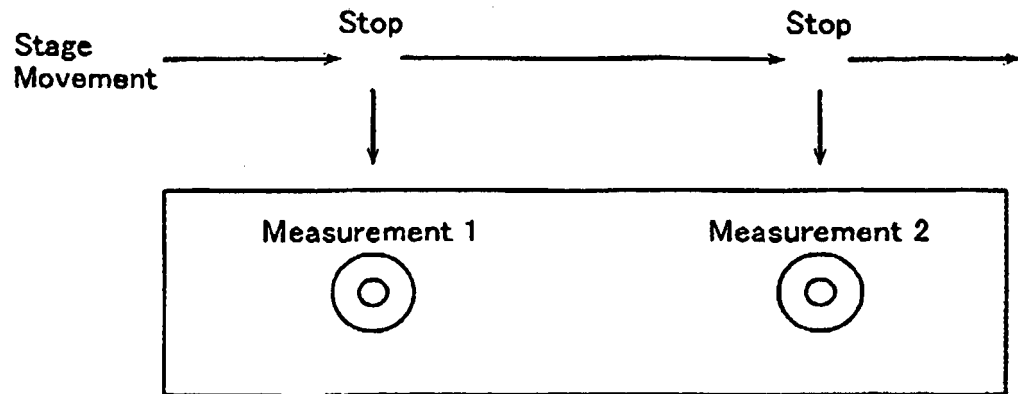 Stop
Stop
Stage
Movement
Measurement 1
Measurement 2